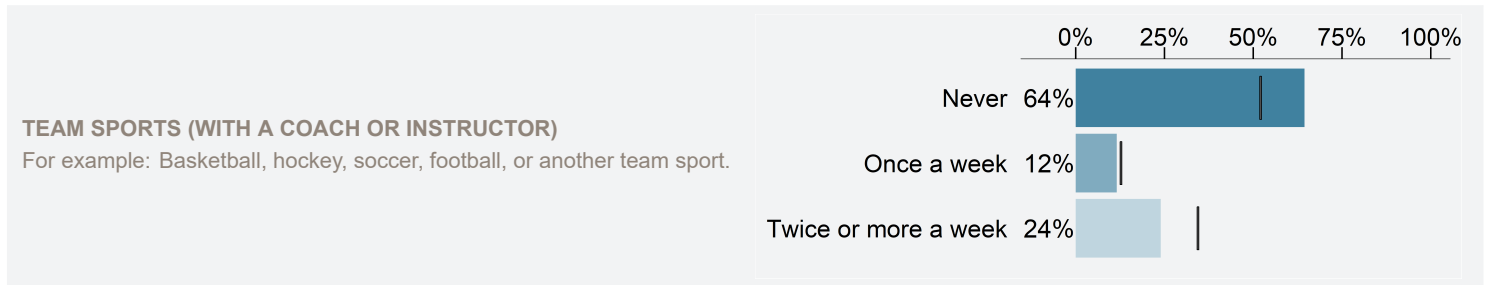 TEAM SPORTS (WITH A COACH OR INSTRUCTOR)
For example: Basketball, hockey, soccer, football, or another team sport.
0% 25% 50% 75% 100%
Never 64%
Once a week 12%
Twice or more a week 24%